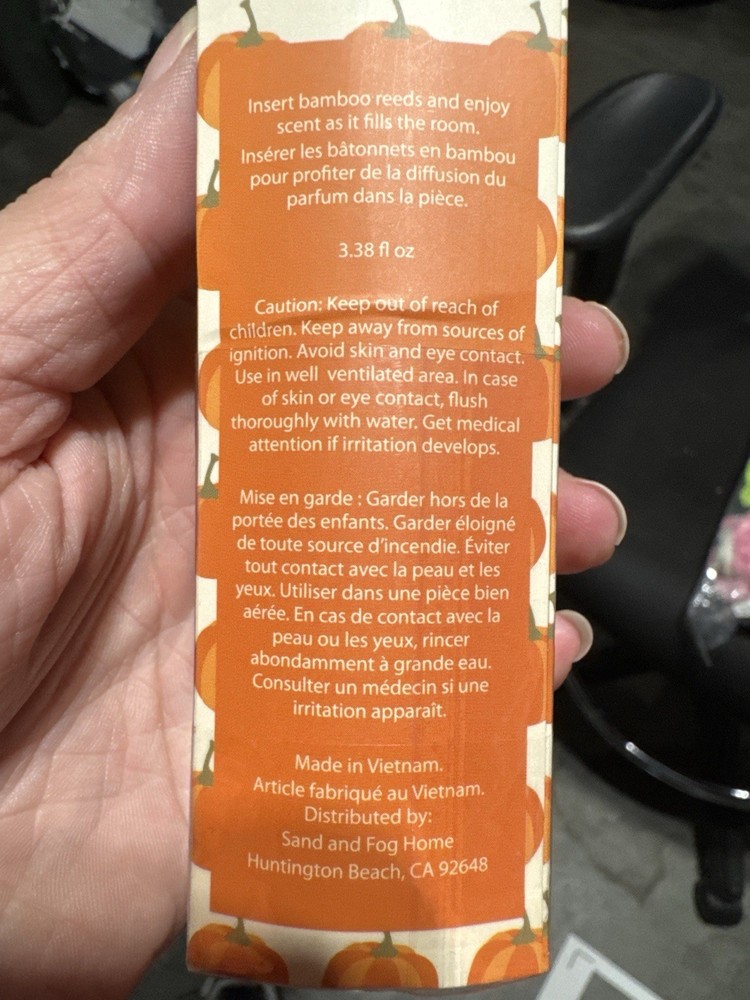 Insert bamboo reeds and enjoy
scent as it fills the room.
Insérer les bâtonnets en bambou
pour profiter de la diffusion du
parfum dans la pièce.
3.38 fl oz
Caution: Keep out of reach of
children. Keep away from sources of
ignition. Avoid skin and eye contact.
Use in well ventilated area. In case
of skin or eye contact, flush
thoroughly with water. Get medical
attention if irritation develops.
Mise en garde : Garder hors de la
portée des enfants. Garder éloigné
de toute source d'incendie. Éviter
tout contact avec la peau et les
yeux. Utiliser dans une pièce bien
aérée. En cas de contact avec la
peau ou les yeux, rincer
abondamment à grande eau.
Consulter un médecin si une
irritation apparaît.
Made in Vietnam.
Article fabriqué au Vietnam.
Distributed by:
Sand and Fog Home
Huntington Beach, CA 92648